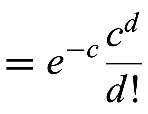 = e^{-c} \frac{c^d}{d!}